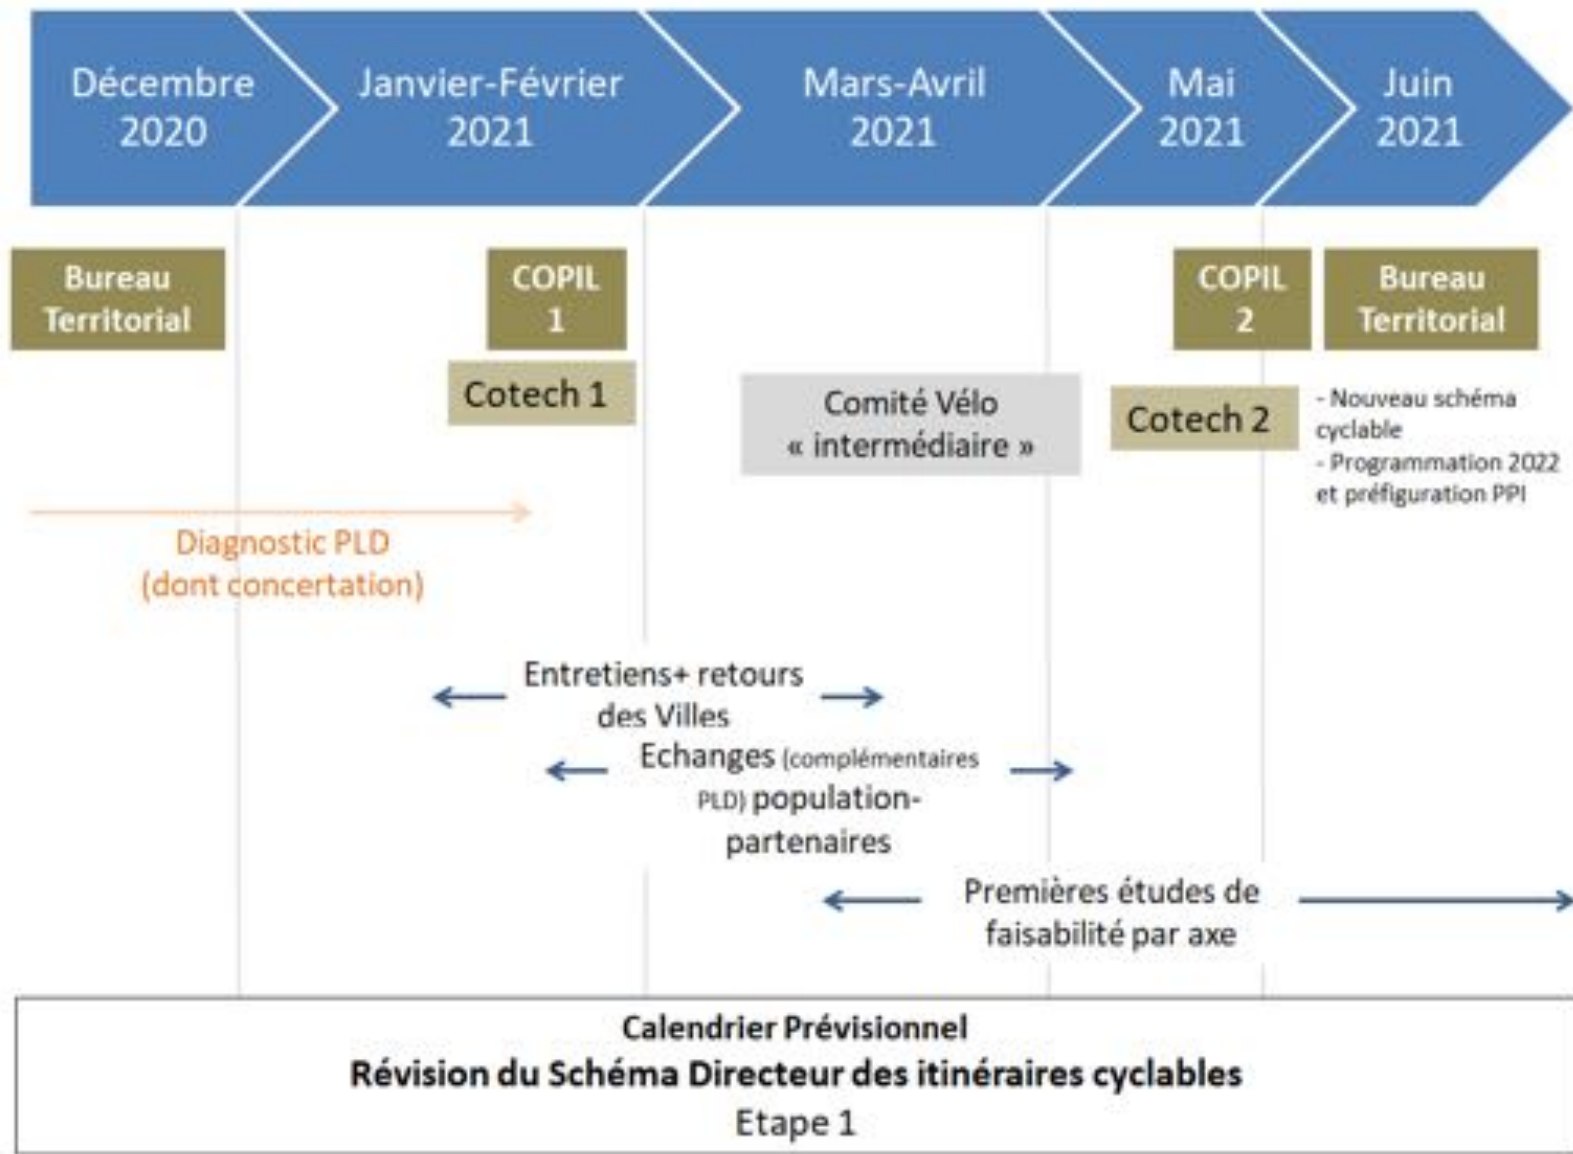 Décembre
2020
Janvier-Février
2021
Mars-Avril
2021
Mai
2021
Juin
2021
Bureau
Territorial
COPIL
1
COPIL
2
Bureau
Territorial
Cotech 1
Comité Vélo
« intermédiaire »
Cotech 2
- Nouveau schéma
cyclable
- Programmation 2022
et préfiguration PPI
Diagnostic PLD
(dont concertation)
Entretiens+ retours
des Villes
Echanges (complémentaires
PLD) population-
partenaires
Premières études de
faisabilité par axe
Calendrier Prévisionnel
Révision du Schéma Directeur des itinéraires cyclables
Etape 1